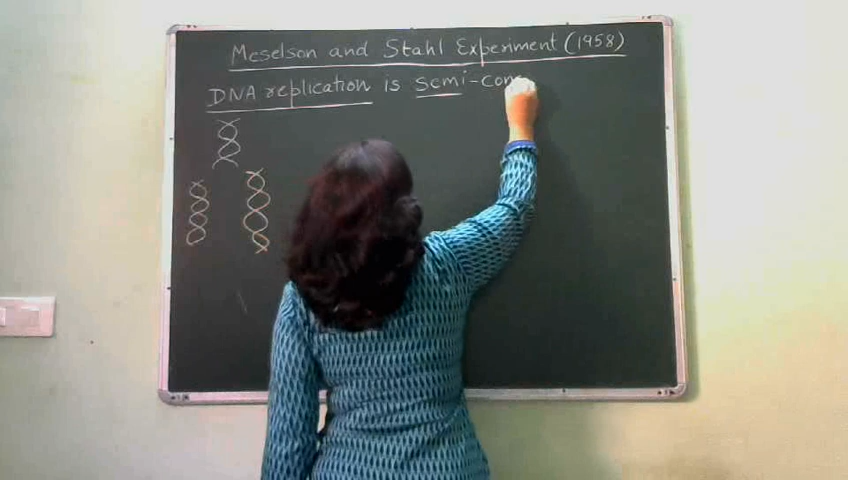 Meselson and Stahl Experiment (1958)
DNA replication is semi-con